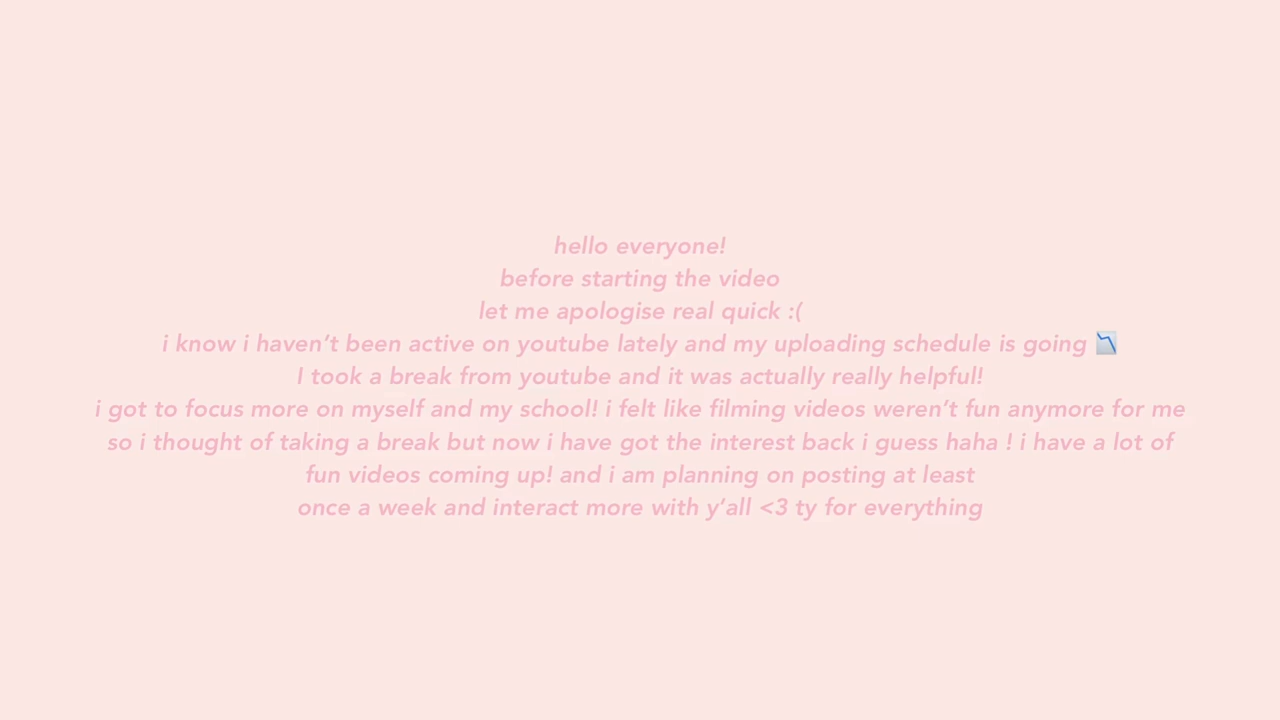 hello everyone!
before starting the video
let me apologise real quick :(
i know i haven’t been active on youtube lately and my uploading schedule is going 📉
I took a break from youtube and it was actually really helpful!
i got to focus more on myself and my school! i felt like filming videos weren’t fun anymore for me
so i thought of taking a break but now i have got the interest back i guess haha ! i have a lot of
fun videos coming up! and i am planning on posting at least
once a week and interact more with y’all <3 ty for everything